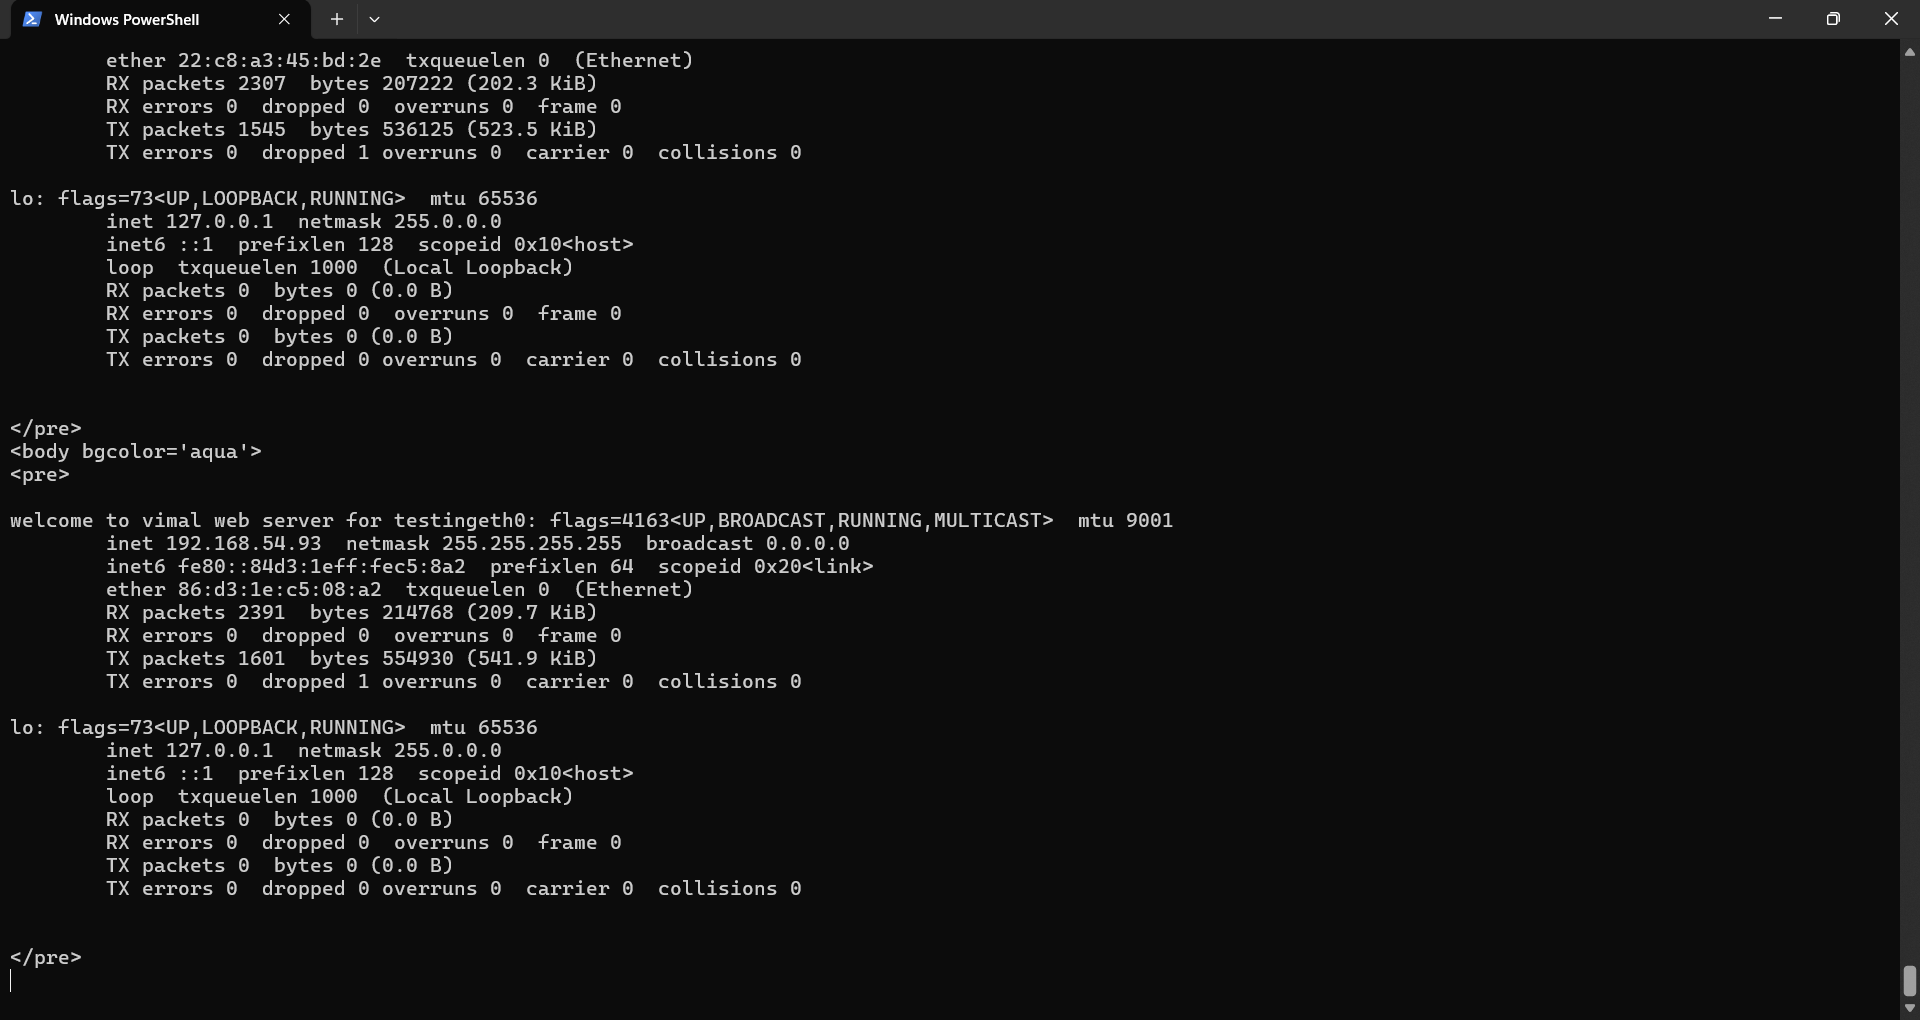 Windows PowerShell
ether 22:c8:a3:45:bd:2e  txqueuelen 0  (Ethernet)
RX packets 2307  bytes 207222 (202.3 KiB)
RX errors 0  dropped 0  overruns 0  frame 0
TX packets 1545  bytes 536125 (523.5 KiB)
TX errors 0  dropped 1 overruns 0  carrier 0  collisions 0
lo: flags=73<UP,LOOPBACK,RUNNING>  mtu 65536
inet 127.0.0.1  netmask 255.0.0.0
inet6 ::1  prefixlen 128  scopeid 0x10<host>
loop  txqueuelen 1000  (Local Loopback)
RX packets 0  bytes 0 (0.0 B)
RX errors 0  dropped 0  overruns 0  frame 0
TX packets 0  bytes 0 (0.0 B)
TX errors 0  dropped 0 overruns 0  carrier 0  collisions 0
</pre>
<body bgcolor='aqua'>
<pre>
welcome to vimal web server for testingeth0: flags=4163<UP,BROADCAST,RUNNING,MULTICAST>  mtu 9001
inet 192.168.54.93  netmask 255.255.255.255  broadcast 0.0.0.0
inet6 fe80::84d3:1eff:fec5:8a2  prefixlen 64  scopeid 0x20<link>
ether 86:d3:1e:c5:08:a2  txqueuelen 0  (Ethernet)
RX packets 2391  bytes 214768 (209.7 KiB)
RX errors 0  dropped 0  overruns 0  frame 0
TX packets 1601  bytes 554930 (541.9 KiB)
TX errors 0  dropped 1 overruns 0  carrier 0  collisions 0
lo: flags=73<UP,LOOPBACK,RUNNING>  mtu 65536
inet 127.0.0.1  netmask 255.0.0.0
inet6 ::1  prefixlen 128  scopeid 0x10<host>
loop  txqueuelen 1000  (Local Loopback)
RX packets 0  bytes 0 (0.0 B)
RX errors 0  dropped 0  overruns 0  frame 0
TX packets 0  bytes 0 (0.0 B)
TX errors 0  dropped 0 overruns 0  carrier 0  collisions 0
</pre>